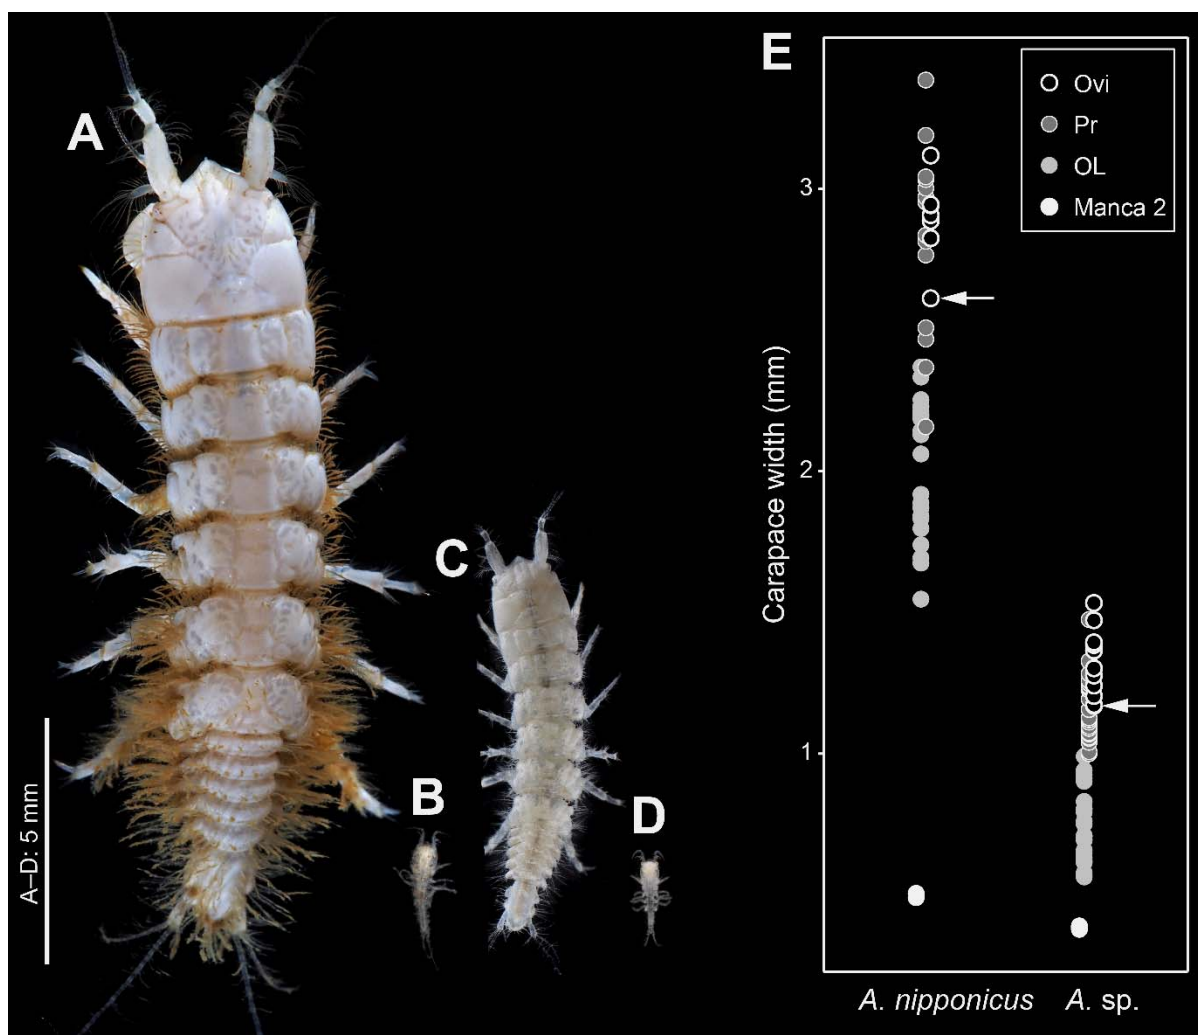 A
B
C
D
A–D: 5 mm
E
Ovi
Pr
OL
Manca 2
3
2
1
Carapace width (mm)
A. nipponicus
A. sp.